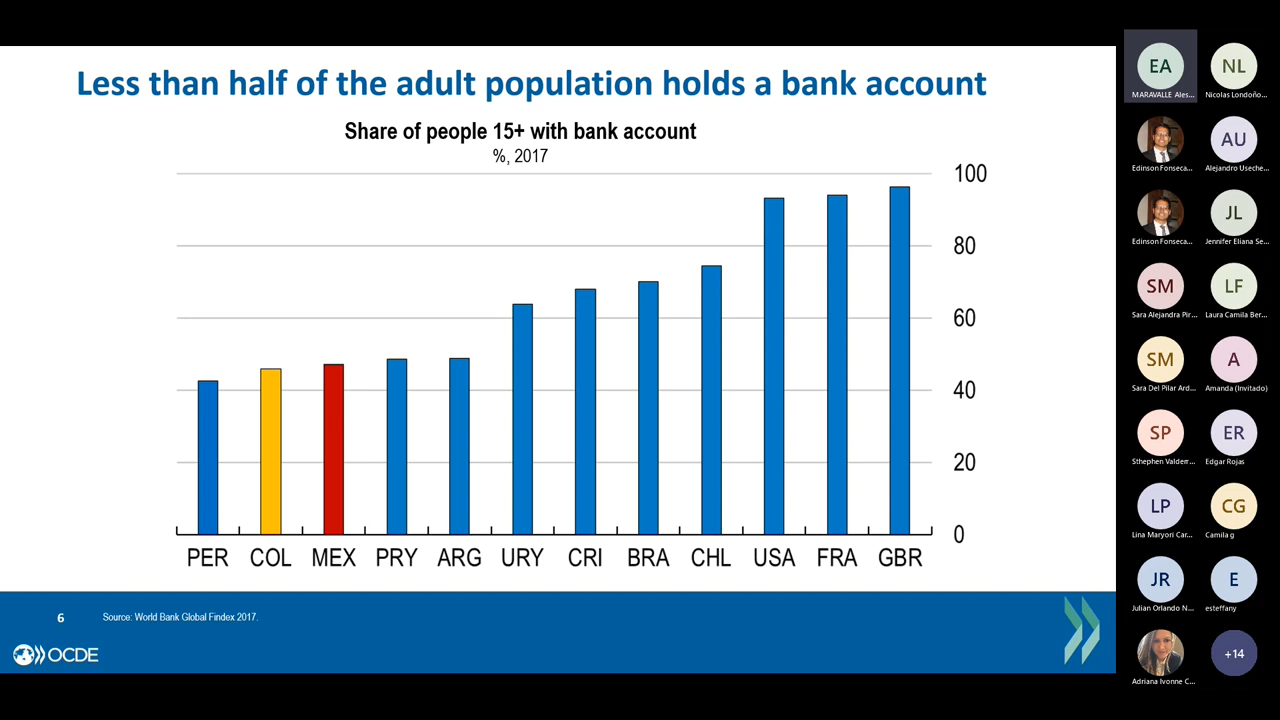 Less than half of the adult population holds a bank account
Share of people 15+ with bank account
%, 2017
100
80
60
40
20
0
PER COL MEX PRY ARG URY CRI BRA CHL USA FRA GBR
6 Source: World Bank Global Findex 2017.
OCDE
EA NL
MARAVALLE Ales... Nicolas Londoño...
AU
Edinson Fonseca... Alejandro Useche...
JL
Edinson Fonseca... Jennifer Eliana Se...
SM LF
Sara Alejandra Pir... Laura Camila Ber...
SM A
Sara Del Pilar Ard... Amanda (Invitado)
SP ER
Sthephen Valderr... Edgar Rojas
LP CG
Lina Maryori Car... Camila g
JR E
Julian Orlando N... esteffany
+14
Adriana Ivonne C...